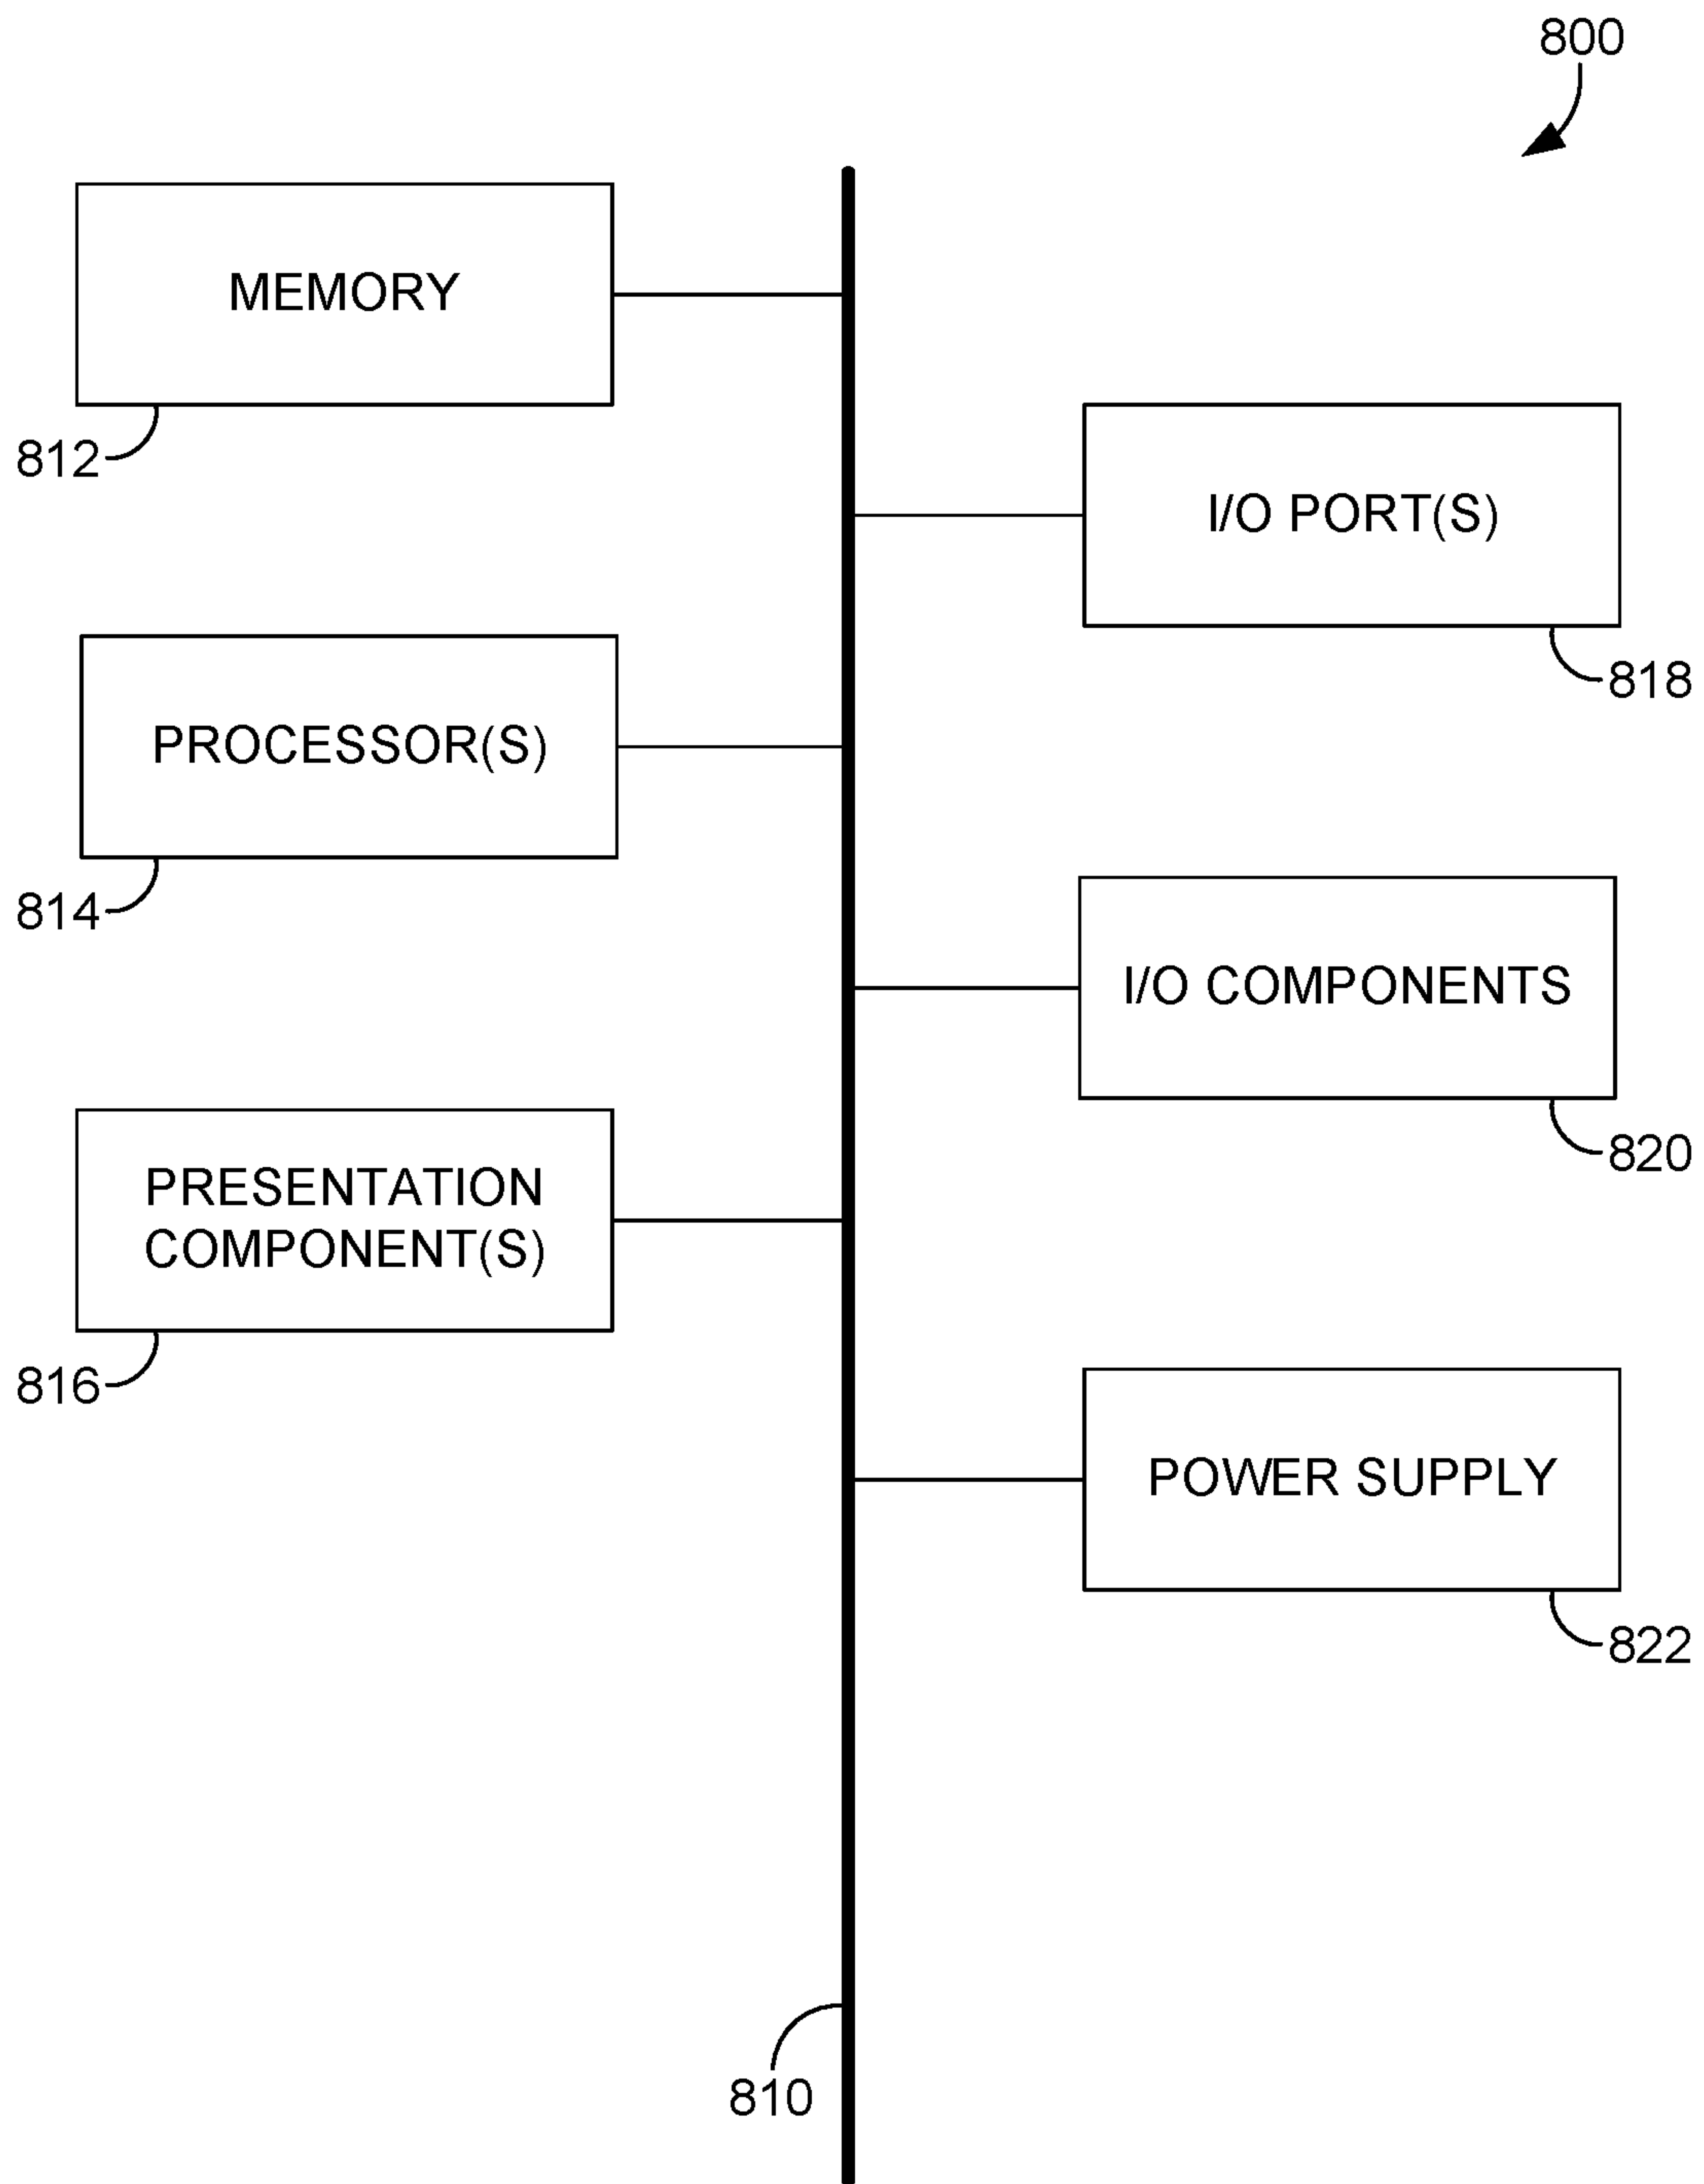 800
MEMORY
812
I/O PORT(S)
818
PROCESSOR(S)
814
I/O COMPONENTS
820
PRESENTATION
COMPONENT(S)
816
POWER SUPPLY
822
810